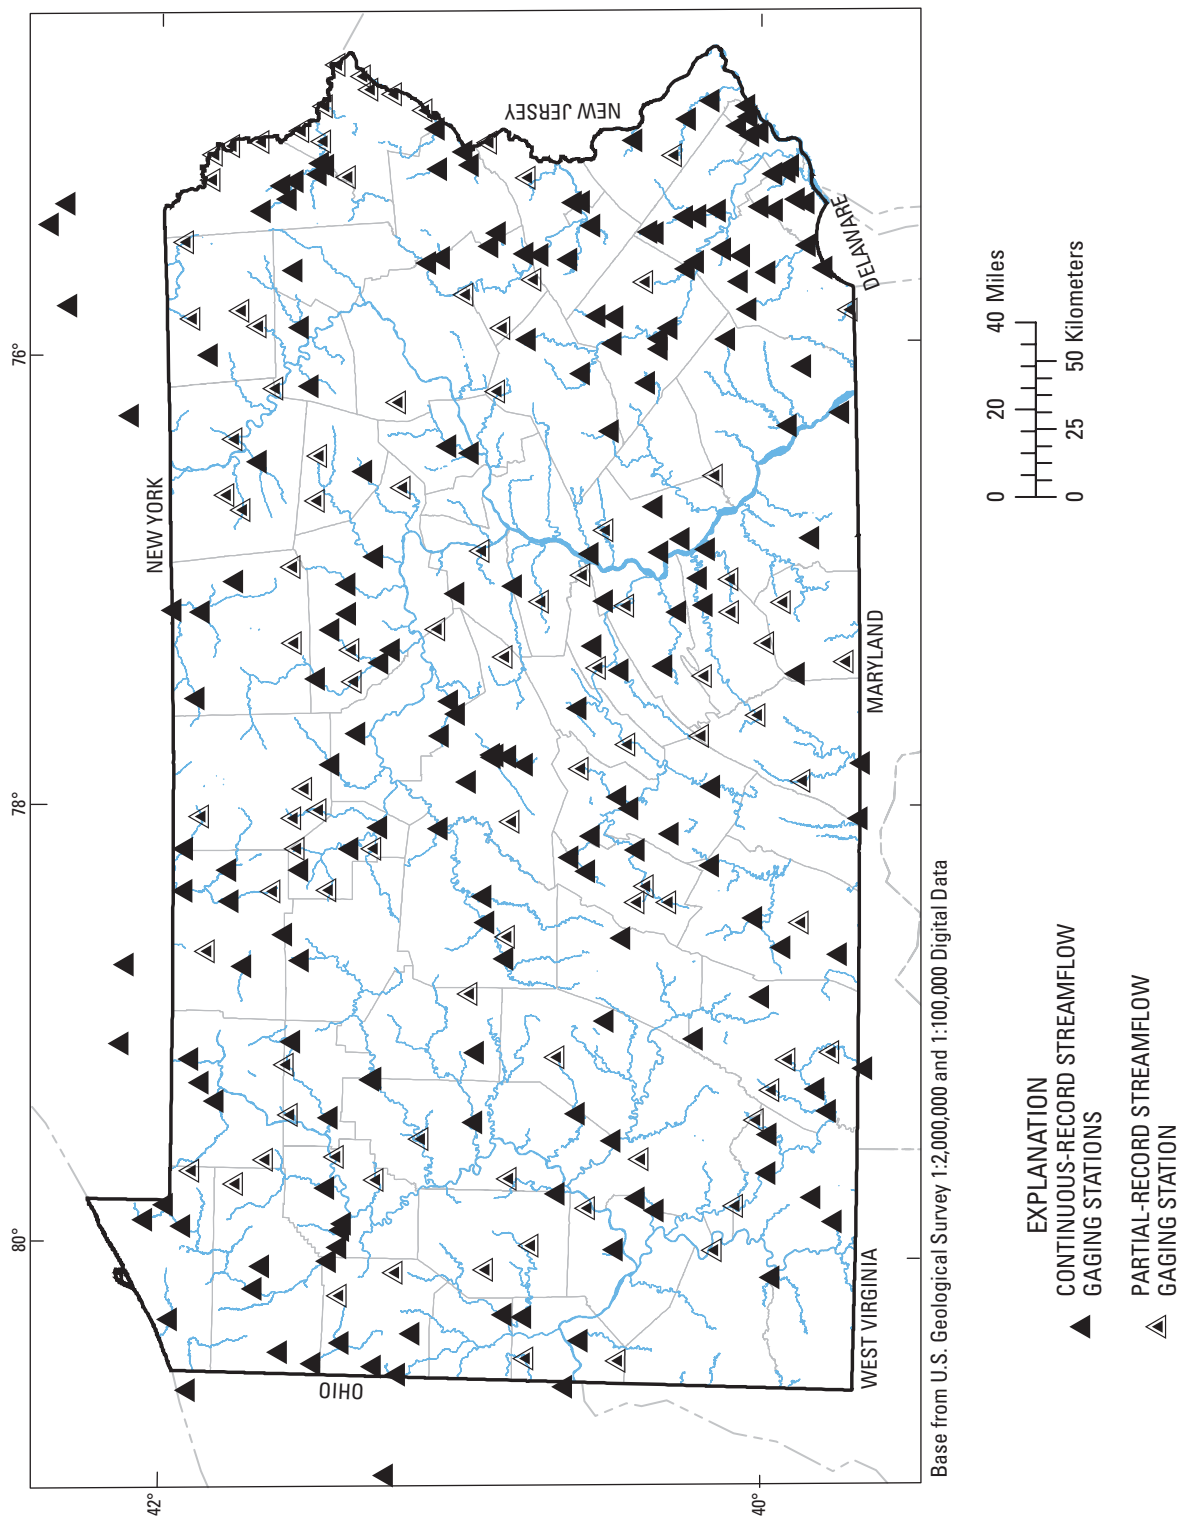 80°
78°
76°
42°
40°
NEW YORK
NEW JERSEY
OHIO
WEST VIRGINIA
MARYLAND
DELAWARE
Base from U.S. Geological Survey 1:2,000,000 and 1:100,000 Digital Data
0 20 40 Miles
0 25 50 Kilometers
EXPLANATION
CONTINUOUS-RECORD STREAMFLOW
GAGING STATIONS
PARTIAL-RECORD STREAMFLOW
GAGING STATION